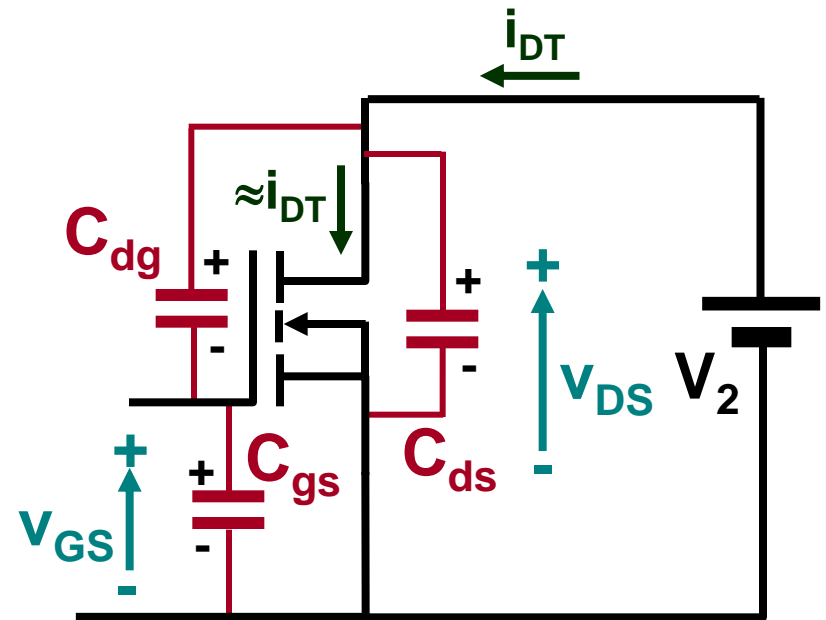 iDT
≈iDT
Cdg
+
-
+
-
+
vDS
-
V2
Cds
Cgs
+
-
+
vGS
-